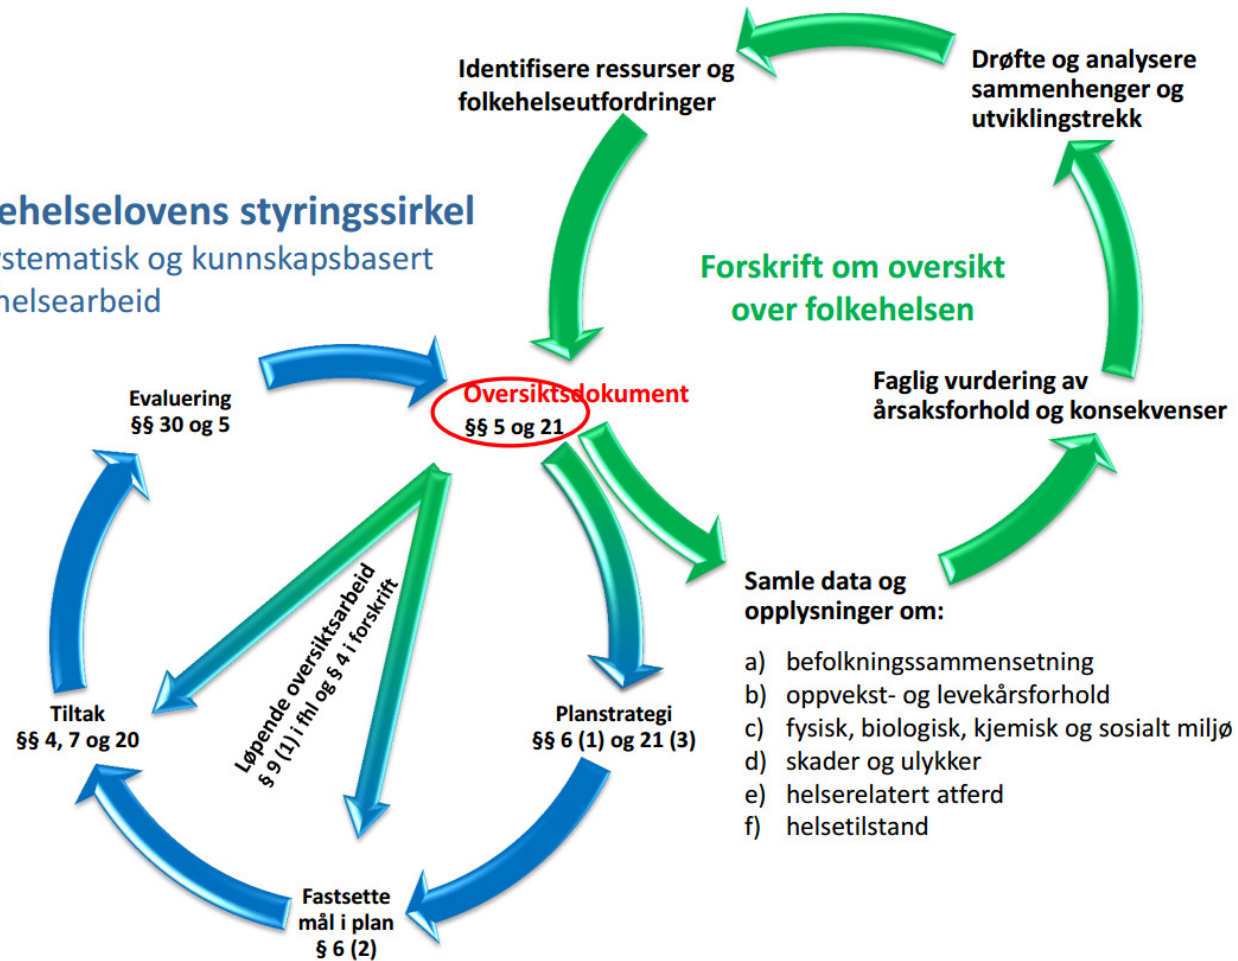 Identifisere ressurser og
folkehelseutfordringer
Drøfte og analysere
sammenhenger og
utviklingstrekk
ehelselovens styringssirkel
stematisk og kunnskapsbasert
helsearbeid
Forskrift om oversikt
over folkehelsen
Evaluering
§§ 30 og 5
Oversiktsdokument
§§ 5 og 21
Faglig vurdering av
årsaksforhold og konsekvenser
Løpende oversiktsarbeid
§ 9 (1) i fhl og § 4 i forskrift
Samle data og
opplysninger om:
a) befolkningssammensetning
b) oppvekst- og levekårsforhold
c) fysisk, biologisk, kjemisk og sosialt miljø
d) skader og ulykker
e) helserelatert atferd
f) helsetilstand
Tiltak
§§ 4, 7 og 20
Planstrategi
§§ 6 (1) og 21 (3)
Fastsette
mål i plan
§ 6 (2)